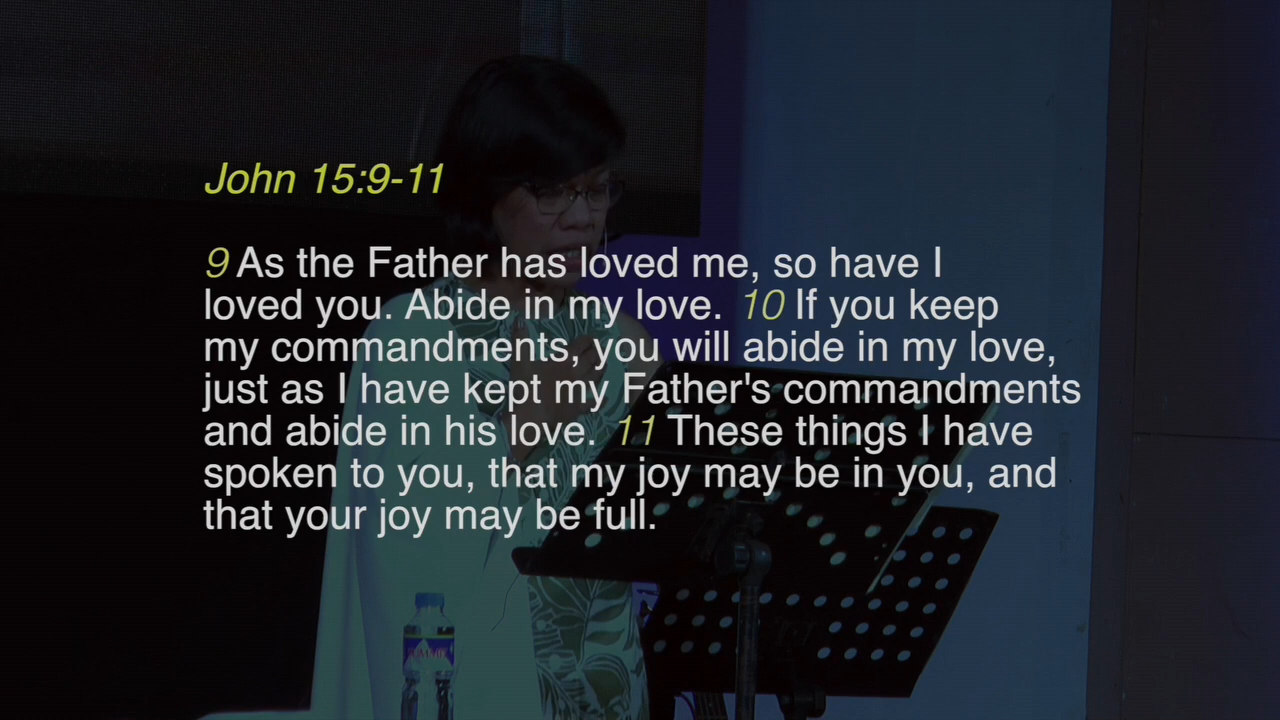 John 15:9-11
9 As the Father has loved me, so have I
loved you. Abide in my love. 10 If you keep
my commandments, you will abide in my love,
just as I have kept my Father's commandments
and abide in his love. 11 These things I have
spoken to you, that my joy may be in you, and
that your joy may be full.